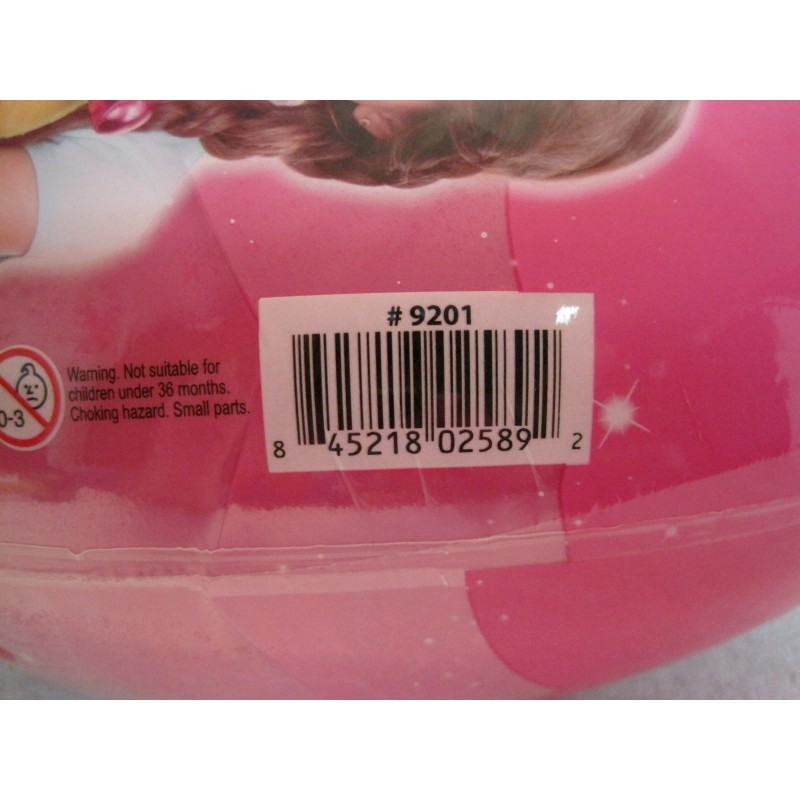 # 9201
Warning. Not suitable for
children under 36 months.
Choking hazard. Small parts.
0-3
8 45218 02589 2